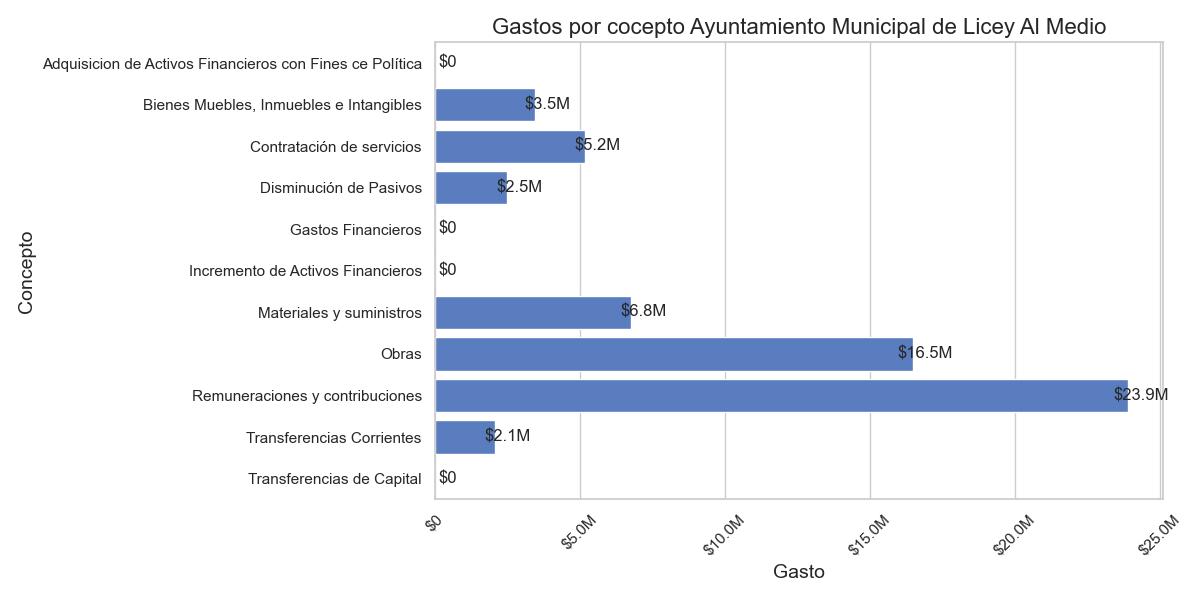 Gastos por cocepto Ayuntamiento Municipal de Licey Al Medio
Concepto
Adquisicion de Activos Financieros con Fines ce Política $0
Bienes Muebles, Inmuebles e Intangibles $3.5M
Contratación de servicios $5.2M
Disminución de Pasivos $2.5M
Gastos Financieros $0
Incremento de Activos Financieros $0
Materiales y suministros $6.8M
Obras $16.5M
Remuneraciones y contribuciones $23.9M
Transferencias Corrientes $2.1M
Transferencias de Capital $0
$0 $5.0M $10.0M $15.0M $20.0M $25.0M
Gasto